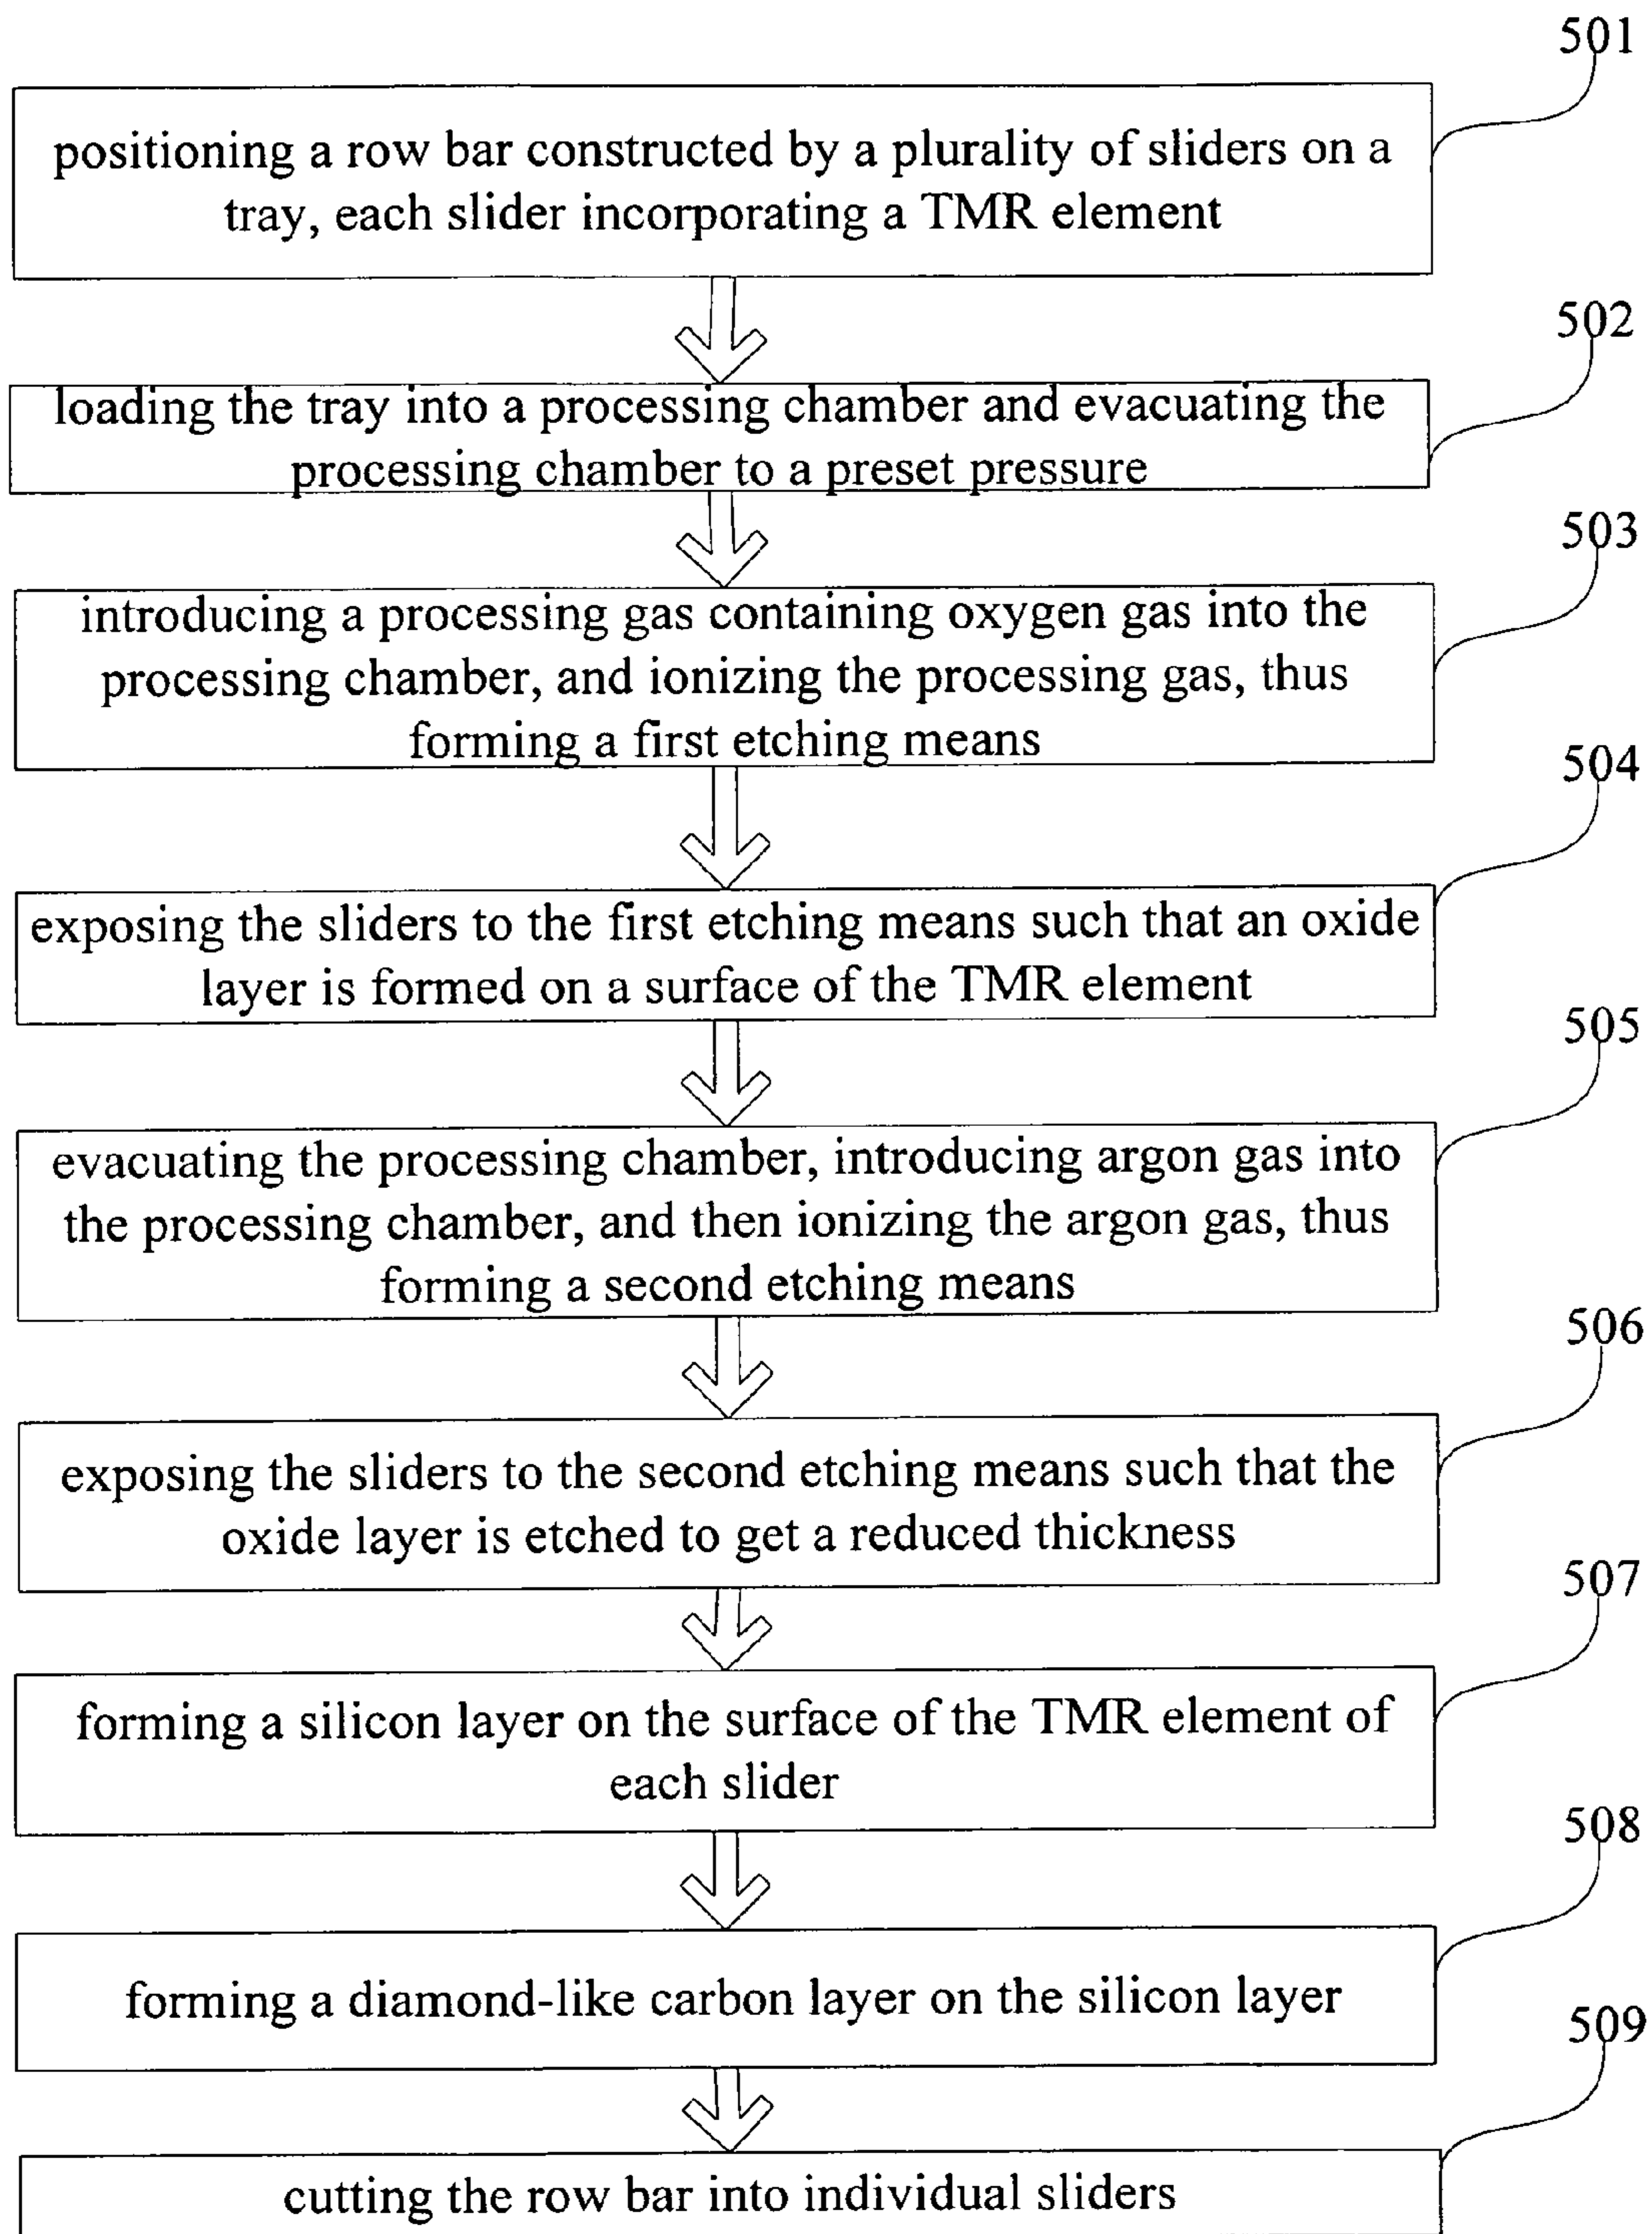 501
positioning a row bar constructed by a plurality of sliders on a
tray, each slider incorporating a TMR element
502
loading the tray into a processing chamber and evacuating the
processing chamber to a preset pressure
503
introducing a processing gas containing oxygen gas into the
processing chamber, and ionizing the processing gas, thus
forming a first etching means
504
exposing the sliders to the first etching means such that an oxide
layer is formed on a surface of the TMR element
505
evacuating the processing chamber, introducing argon gas into
the processing chamber, and then ionizing the argon gas, thus
forming a second etching means
506
exposing the sliders to the second etching means such that the
oxide layer is etched to get a reduced thickness
507
forming a silicon layer on the surface of the TMR element of
each slider
508
forming a diamond-like carbon layer on the silicon layer
509
cutting the row bar into individual sliders